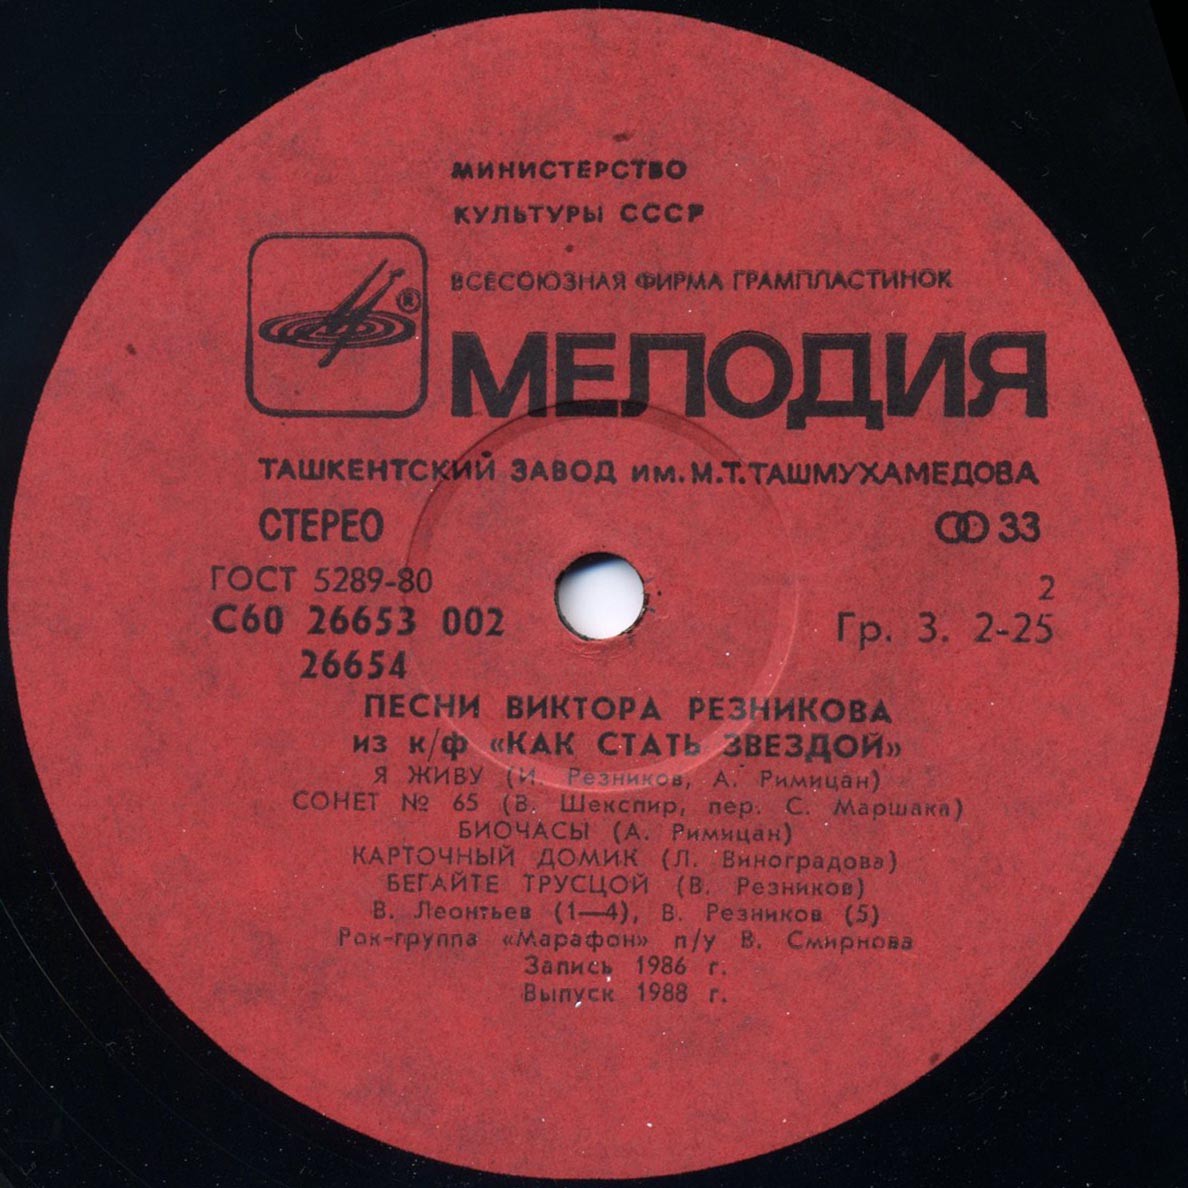 МИНИСТЕРСТВО
КУЛЬТУРЫ СССР
ВСЕСОЮЗНАЯ ФИРМА ГРАМПЛАСТИНОК
®
МЕЛОДИЯ
ТАШКЕНТСКИЙ ЗАВОД им. М.Т.ТАШМУХАМЕДОВА
СТЕРЕО 33
ГОСТ 5289-80 2
С60 26653 002 Гр. 3. 2-25
26654
ПЕСНИ ВИКТОРА РЕЗНИКОВА
из к/ф «КАК СТАТЬ ЗВЕЗДОЙ»
Я ЖИВУ (И. Резников, А. Римицан)
СОНЕТ № 65 (В. Шекспир, пер. С. Маршака)
БИОЧАСЫ (А. Римицан)
КАРТОЧНЫЙ ДОМИК (Л. Виноградова)
БЕГАЙТЕ ТРУСЦОЙ (В. Резников)
В. Леонтьев (1—4), В. Резников (5)
Рок-группа «Марафон» п/у В. Смирнова
Запись 1986 г.
Выпуск 1988 г.